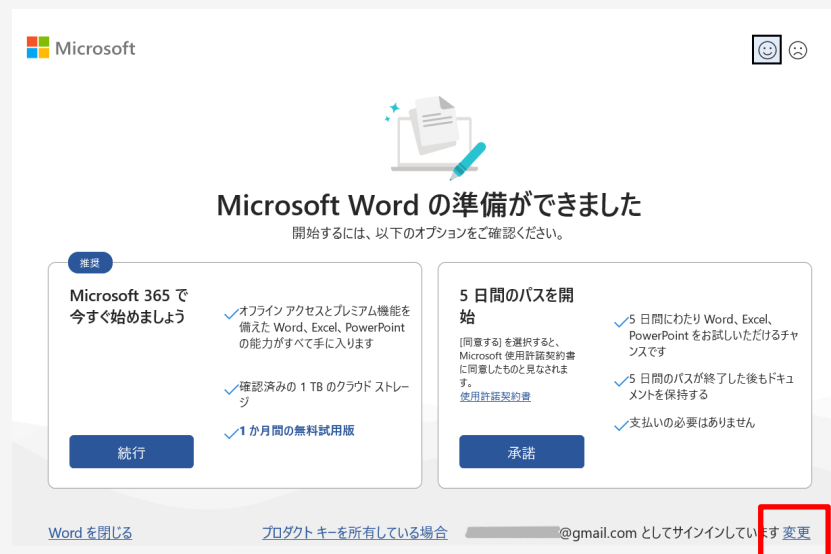 Microsoft
Microsoft Word の準備ができました
開始するには、以下のオプションをご確認ください。
推奨
Microsoft 365 で
今すぐ始めましょう
オフライン アクセスとプレミアム機能を
備えた Word、Excel、PowerPoint
の能力がすべて手に入ります
確認済みの 1 TB のクラウド ストレー
ジ
1 か月間の無料試用版
続行
5 日間のパスを開
始
[同意する] を選択すると、
Microsoft 使用許諾契約書
に同意したものと見なされま
す。
使用許諾契約書
5 日間にわたり Word、Excel、
PowerPoint をお試しいただけるチャ
ンスです
5 日間のパスが終了した後もドキュ
メントを保持する
支払いの必要はありません
承諾
Word を閉じる
プロダクト キーを所有している場合
@gmail.com としてサインインしています 変更